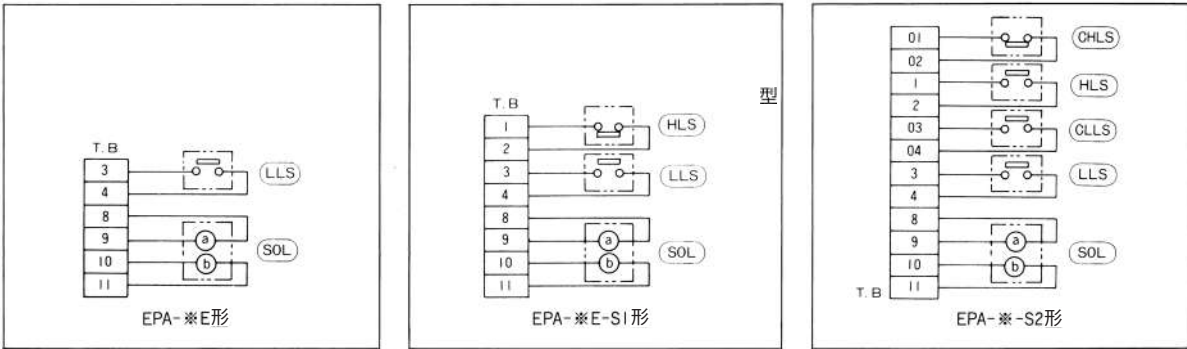 T.B
3
4
8
9
10
11
LLS
a
b
SOL
EPA-※E形
T.B
1
2
3
4
8
9
10
11
HLS
LLS
a
b
SOL
EPA-※E-S1形
型
01
02
1
2
03
04
3
4
8
9
10
11
T.B
CHLS
HLS
CLLS
LLS
a
b
SOL
EPA-※-S2形